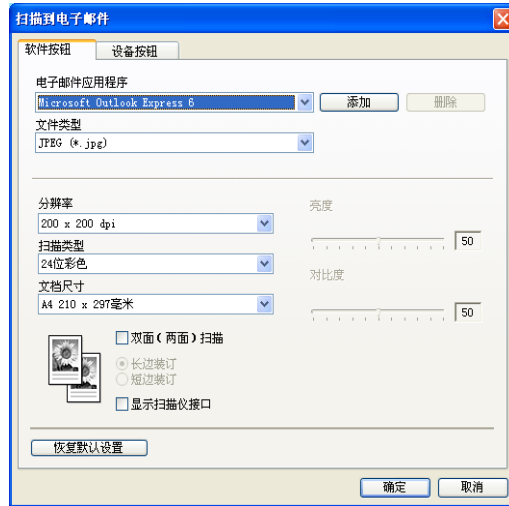 扫描到电子邮件
软件按钮 设备按钮
电子邮件应用程序
Microsoft Outlook Express 6 添加 删除
文件类型
JPEG (*.jpg)
分辨率 亮度
200 x 200 dpi
扫描类型 50
24位彩色
对比度
文档尺寸
A4 210 x 297毫米 50
双面(两面)扫描
长边装订
短边装订
显示扫描仪接口
恢复默认设置
确定 取消